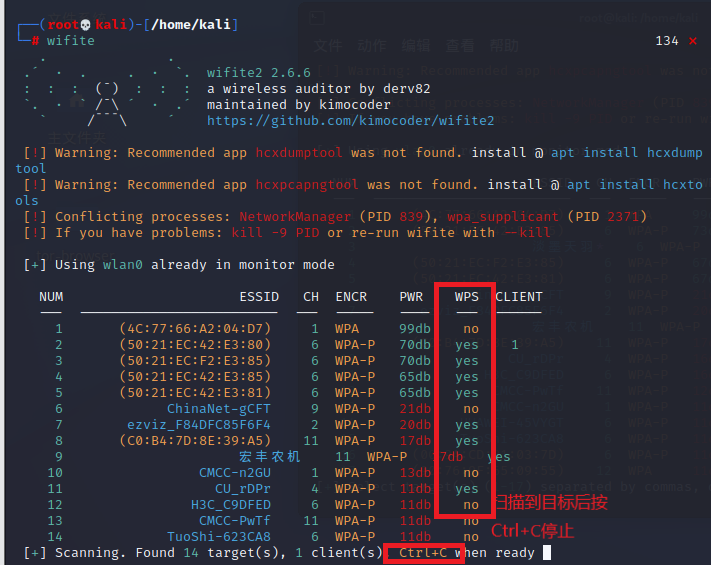 (root💀kali)-[/home/kali]
# wifite
134 ✕
wifite2 2.6.6
a wireless auditor by derv82
maintained by kimocoder
https://github.com/kimocoder/wifite2
[!] Warning: Recommended app hcxdumptool was not found. install @ apt install hcxdump
tool
[!] Warning: Recommended app hcxpcapngtool was not found. install @ apt install hcxto
ols
[!] Conflicting processes: NetworkManager (PID 839), wpa_supplicant (PID 2371)
[!] If you have problems: kill -9 PID or re-run wifite with --kill
[+] Using wlan0 already in monitor mode
NUM ESSID CH ENCR PWR WPS CLIENT
1 (4C:77:66:A2:04:D7) 1 WPA 99db no
2 (50:21:EC:42:E3:80) 6 WPA-P 70db yes 1
3 (50:21:EC:F2:E3:85) 6 WPA-P 70db yes
4 (50:21:EC:42:E3:85) 6 WPA-P 65db yes
5 (50:21:EC:42:E3:81) 6 WPA-P 65db yes
6 ChinaNet-gCFT 9 WPA-P 21db no
7 ezviz_F84DFC85F6F4 2 WPA-P 20db yes
8 (C0:B4:7D:8E:39:A5) 11 WPA-P 17db yes
9 宏丰农机 11 WPA-P 7db yes
10 CMCC-n2GU 1 WPA-P 13db no
11 CU_rDPr 4 WPA-P 11db yes
12 H3C_C9DFED 6 WPA-P 11db no
13 CMCC-PwTf 11 WPA-P 11db no
14 TuoShi-623CA8 6 WPA-P 11db no
扫描到目标后按
Ctrl+C停止
[+] Scanning. Found 14 target(s), 1 client(s) Ctrl+C when ready